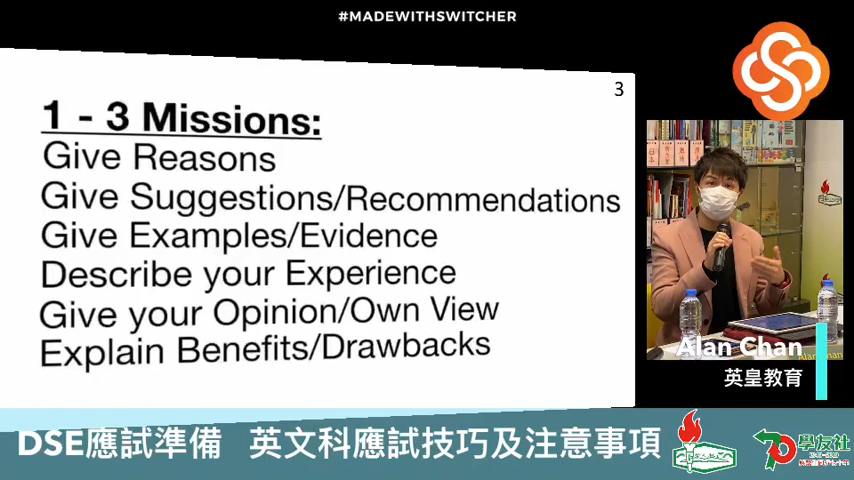 #MADEWITHSWITCHER
3
1 - 3 Missions:
Give Reasons
Give Suggestions/Recommendations
Give Examples/Evidence
Describe your Experience
Give your Opinion/Own View
Explain Benefits/Drawbacks
Alan Chan
英皇教育
DSE應試準備 英文科應試技巧及注意事項
70
學友社